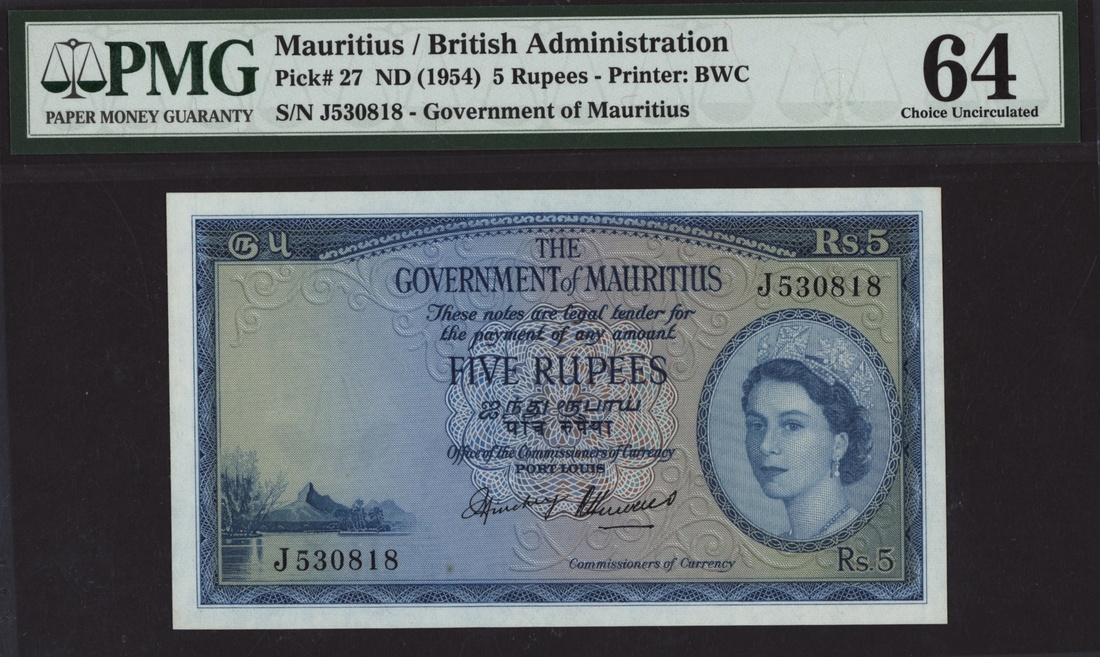 PMG
PAPER MONEY GUARANTY
Mauritius / British Administration
Pick# 27 ND (1954) 5 Rupees - Printer: BWC
S/N J530818 - Government of Mauritius
64
Choice Uncirculated
Rs.5
THE
GOVERNMENT of MAURITIUS
J530818
These notes are legal tender for
the payment of any amount
FIVE RUPEES
ஐந்து ரூபாய
पांच रुपैया
Office of the Commissioners of Currency
PORT LOUIS
J530818
Commissioners of Currency
Rs.5